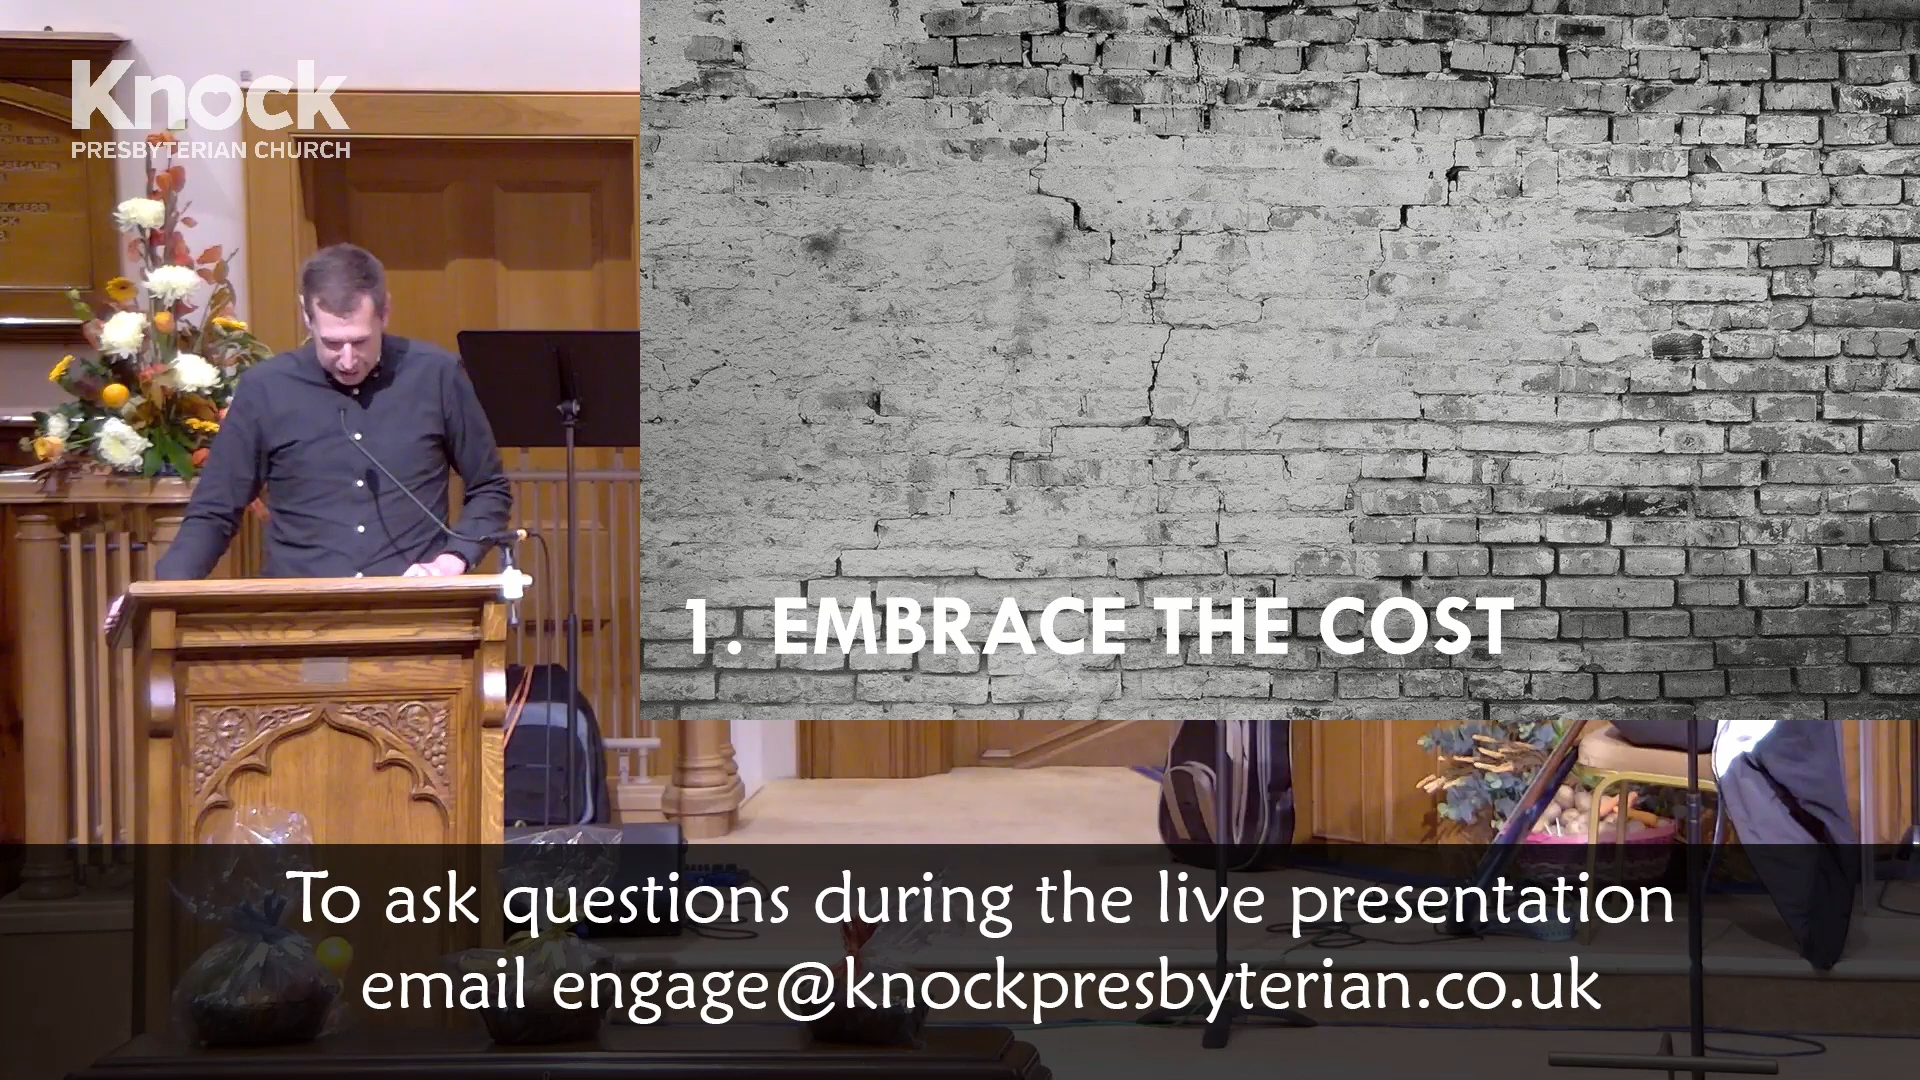 Knock
PRESBYTERIAN CHURCH
1. EMBRACE THE COST
To ask questions during the live presentation
email engage@knockpresbyterian.co.uk